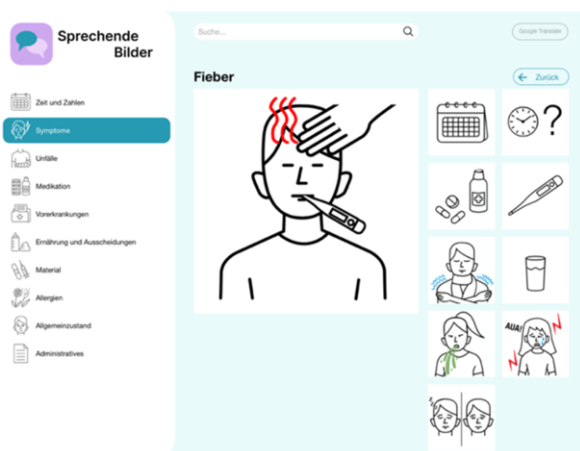 Sprechende
Bilder
Suche...
Google Translate
Fieber
Zurück
Zeit und Zahlen
Symptome
Unfälle
Medikation
Vorerkrankungen
Ernährung und Ausscheidungen
Material
Allergien
Allgemeinzustand
Administratives
?
AUA!